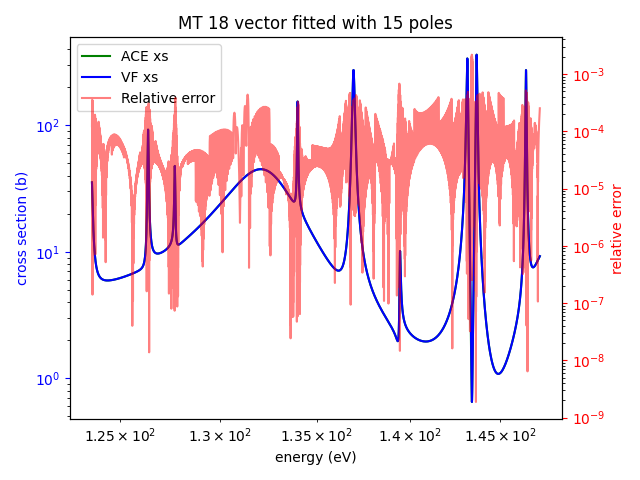 MT 18 vector fitted with 15 poles
ACE xs
VF xs
Relative error
cross section (b)
10²
10¹
10⁰
relative error
10⁻³
10⁻⁴
10⁻⁵
10⁻⁶
10⁻⁷
10⁻⁸
10⁻⁹
1.25 × 10² 1.3 × 10² 1.35 × 10² 1.4 × 10² 1.45 × 10²
energy (eV)